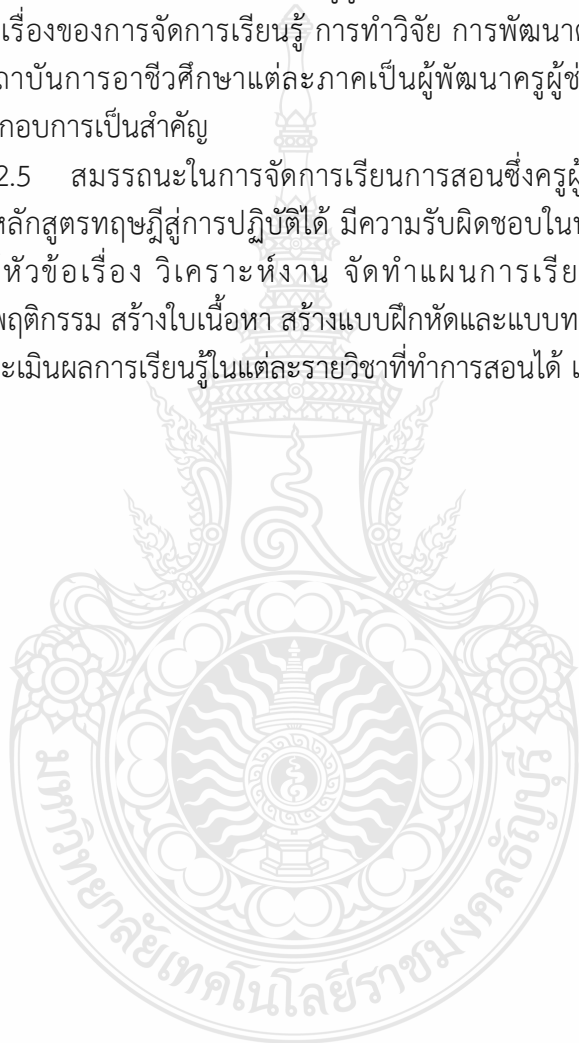 เรื่องของการจัดการเรียนรู้ การทำวิจัย การพัฒนา
ถาบันการอาชีวศึกษาแต่ละภาคเป็นผู้พัฒนาครูผู้ช่
กอบการเป็นสำคัญ
2.5 สมรรถนะในการจัดการเรียนการสอนซึ่งครูผู้
หลักสูตรทฤษฎีสู่การปฏิบัติได้ มีความรับผิดชอบใน
หัวข้อเรื่อง วิเคราะห์งาน จัดทำแผนการเรีย
พฤติกรรม สร้างใบเนื้อหา สร้างแบบฝึกหัดและแบบท
ะเมินผลการเรียนรู้ในแต่ละรายวิชาที่ทำการสอนได้
มหาวิทยาลัยเทคโนโลยีราชมงคลธัญบุรี